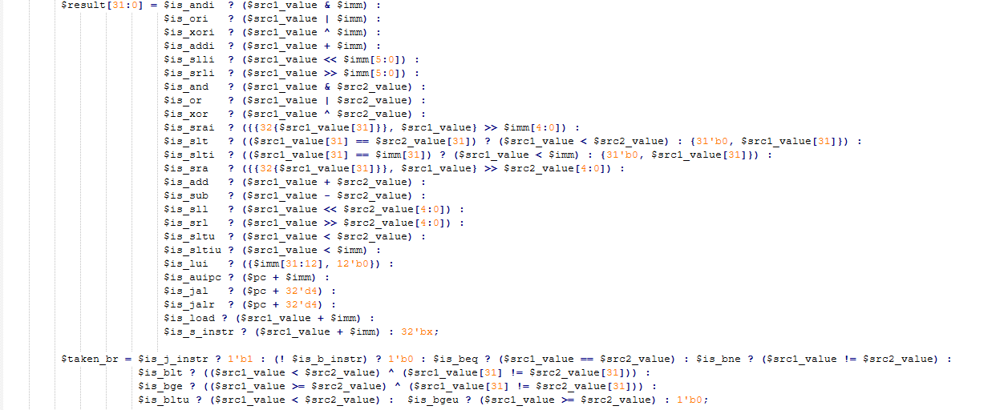 $result[31:0] = $is_andi  ? ($src1_value & $imm) :
$is_ori   ? ($src1_value | $imm) :
$is_xori  ? ($src1_value ^ $imm) :
$is_addi  ? ($src1_value + $imm) :
$is_slli  ? ($src1_value << $imm[5:0]) :
$is_srli  ? ($src1_value >> $imm[5:0]) :
$is_and   ? ($src1_value & $src2_value) :
$is_or    ? ($src1_value | $src2_value) :
$is_xor   ? ($src1_value ^ $src2_value) :
$is_srai  ? ({{32{$src1_value[31]}}, $src1_value} >> $imm[4:0]) :
$is_slt   ? (($src1_value[31] == $src2_value[31]) ? ($src1_value < $src2_value) : {31'b0, $src1_value[31]}) :
$is_slti  ? (($src1_value[31] == $imm[31]) ? ($src1_value < $imm) : {31'b0, $src1_value[31]}) :
$is_sra   ? ({{32{$src1_value[31]}}, $src1_value} >> $src2_value[4:0]) :
$is_add   ? ($src1_value + $src2_value) :
$is_sub   ? ($src1_value - $src2_value) :
$is_sll   ? ($src1_value << $src2_value[4:0]) :
$is_srl   ? ($src1_value >> $src2_value[4:0]) :
$is_sltu  ? ($src1_value < $src2_value) :
$is_sltiu ? ($src1_value < $imm) :
$is_lui   ? ({$imm[31:12], 12'b0}) :
$is_auipc ? ($pc + $imm) :
$is_jal   ? ($pc + 32'd4) :
$is_jalr  ? ($pc + 32'd4) :
$is_load ? ($src1_value + $imm) :
$is_s_instr ? ($src1_value + $imm) : 32'bx;
$taken_br = $is_j_instr ? 1'b1 : (! $is_b_instr) ? 1'b0 : $is_beq ? ($src1_value == $src2_value) : $is_bne ? ($src1_value != $src2_value) :
$is_blt ? (($src1_value < $src2_value) ^ ($src1_value[31] != $src2_value[31])) :
$is_bge ? (($src1_value >= $src2_value) ^ ($src1_value[31] != $src2_value[31])) :
$is_bltu ? ($src1_value < $src2_value) :  $is_bgeu ? ($src1_value >= $src2_value) : 1'b0;